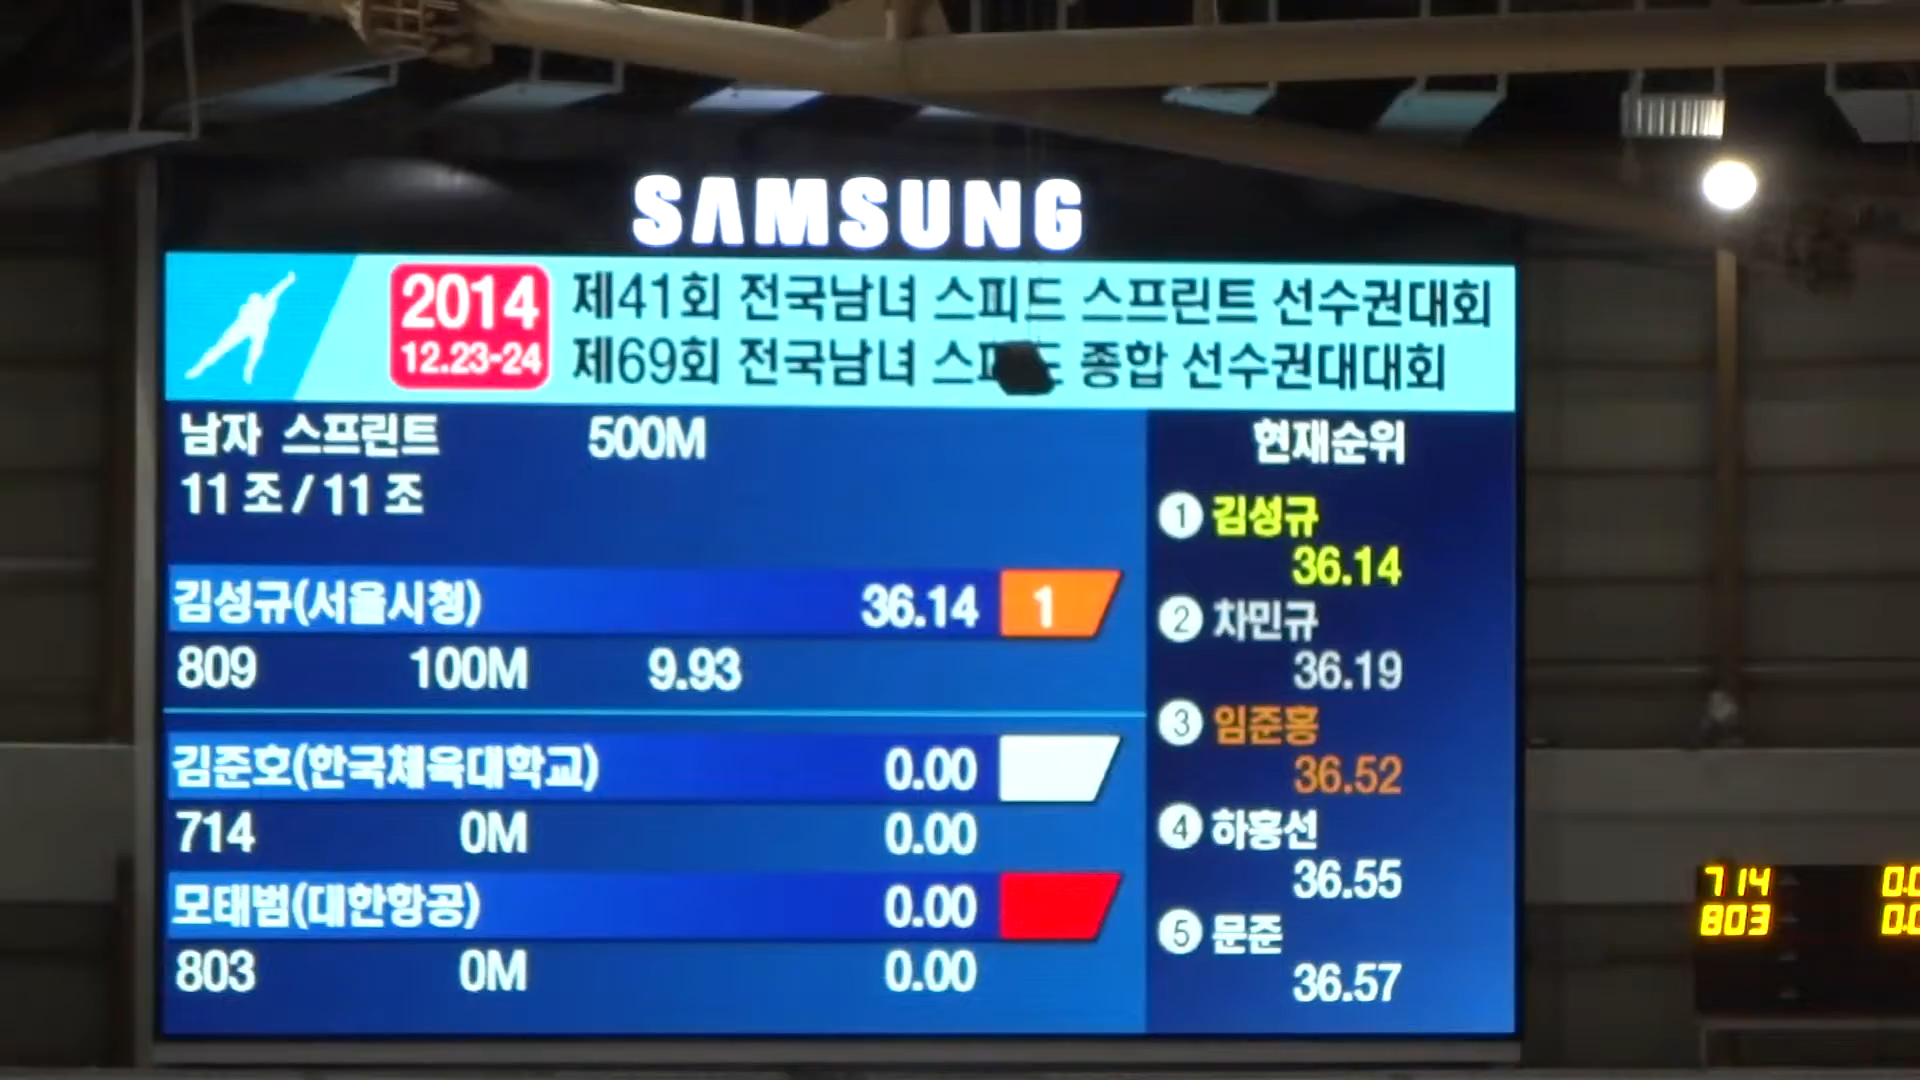 SAMSUNG
2014
12.23-24
제41회 전국남녀 스피드 스프린트 선수권대회
제69회 전국남녀 종합 선수권대대회
남자 스프린트 500M
11 조 / 11 조
김성규(서울시청) 36.14 1
809 100M 9.93
김준호(한국체육대학교) 0.00
714 0M 0.00
모태범(대한항공) 0.00
803 0M 0.00
현재순위
1 김성규
36.14
2 차민규
36.19
3 임준홍
36.52
4 하홍선
36.55
5 문준
36.57
714
803